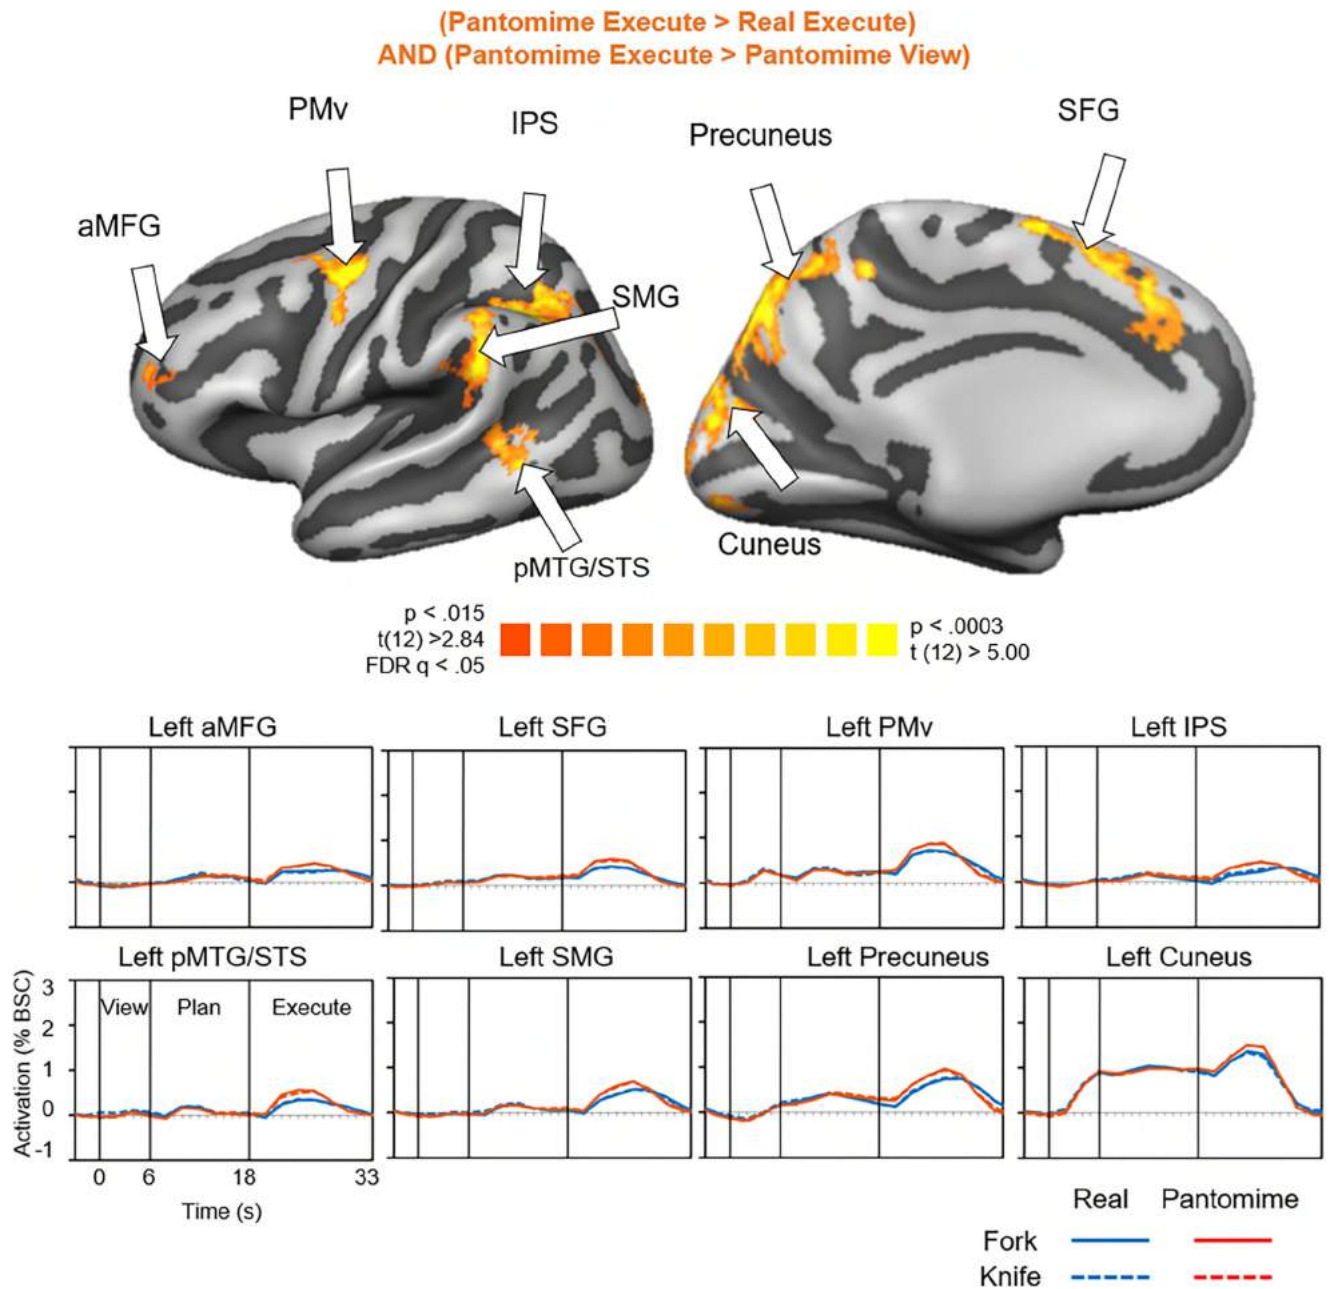 (Pantomime Execute > Real Execute)
AND (Pantomime Execute > Pantomime View)
PMv
IPS
Precuneus
SFG
aMFG
SMG
pMTG/STS
Cuneus
p < .015
t(12) >2.84
FDR q < .05
p < .0003
t (12) > 5.00
Left aMFG
Left SFG
Left PMv
Left IPS
Left pMTG/STS
Left SMG
Left Precuneus
Left Cuneus
Activation (% BSC)
3
2
1
0
-1
View
Plan
Execute
0 6 18 33
Time (s)
Real Pantomime
Fork
Knife